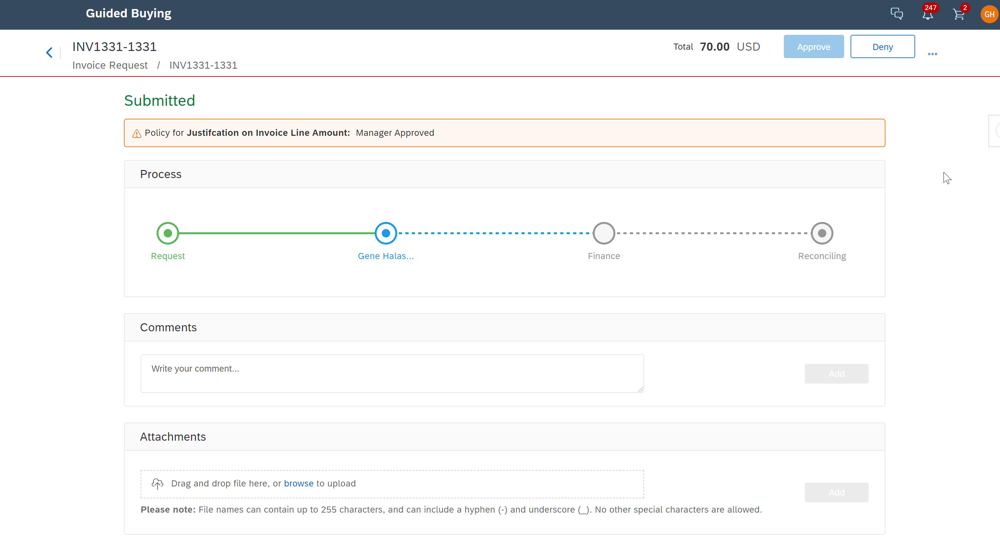 Guided Buying
247
2
GH
INV1331-1331
Total 70.00 USD
Approve
Deny
Invoice Request / INV1331-1331
Submitted
Policy for Justifcation on Invoice Line Amount: Manager Approved
Process
Request
Gene Halas...
Finance
Reconciling
Comments
Write your comment...
Add
Attachments
Drag and drop file here, or browse to upload
Add
Please note: File names can contain up to 255 characters, and can include a hyphen (-) and underscore (_). No other special characters are allowed.